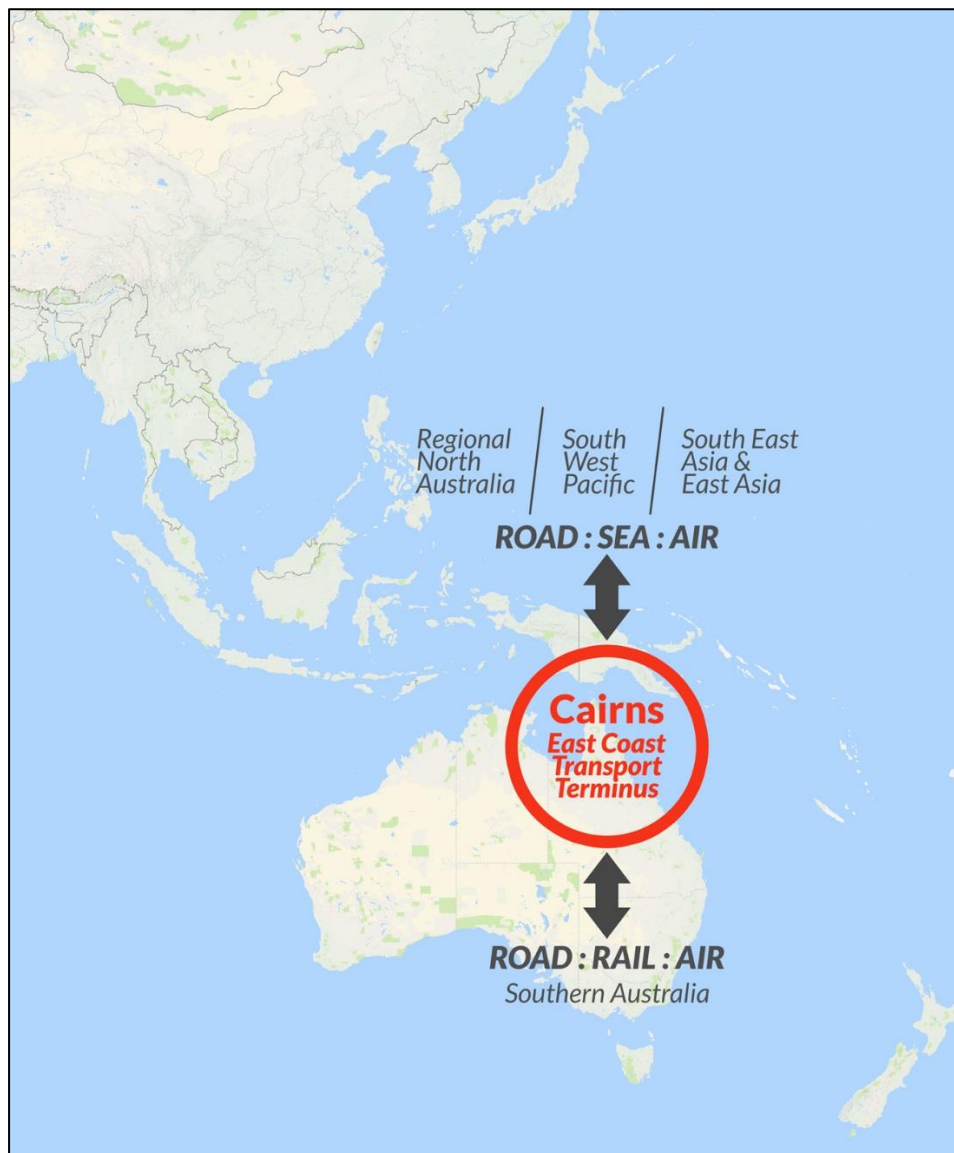 Regional
North
Australia
South
West
Pacific
South East
Asia &
East Asia
ROAD : SEA : AIR
Cairns
East Coast
Transport
Terminus
ROAD : RAIL : AIR
Southern Australia